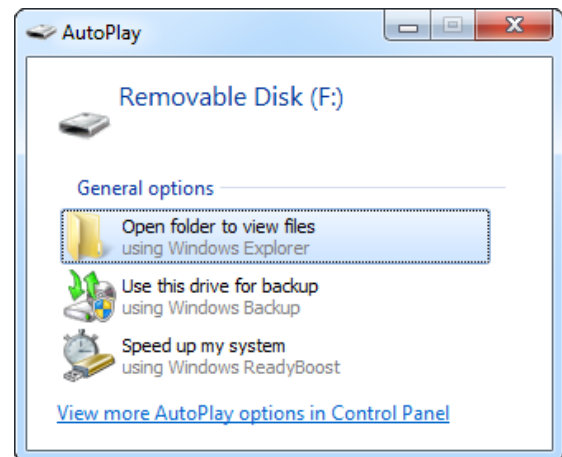 AutoPlay
Removable Disk (F:)
General options
Open folder to view files
using Windows Explorer
Use this drive for backup
using Windows Backup
Speed up my system
using Windows ReadyBoost
View more AutoPlay options in Control Panel